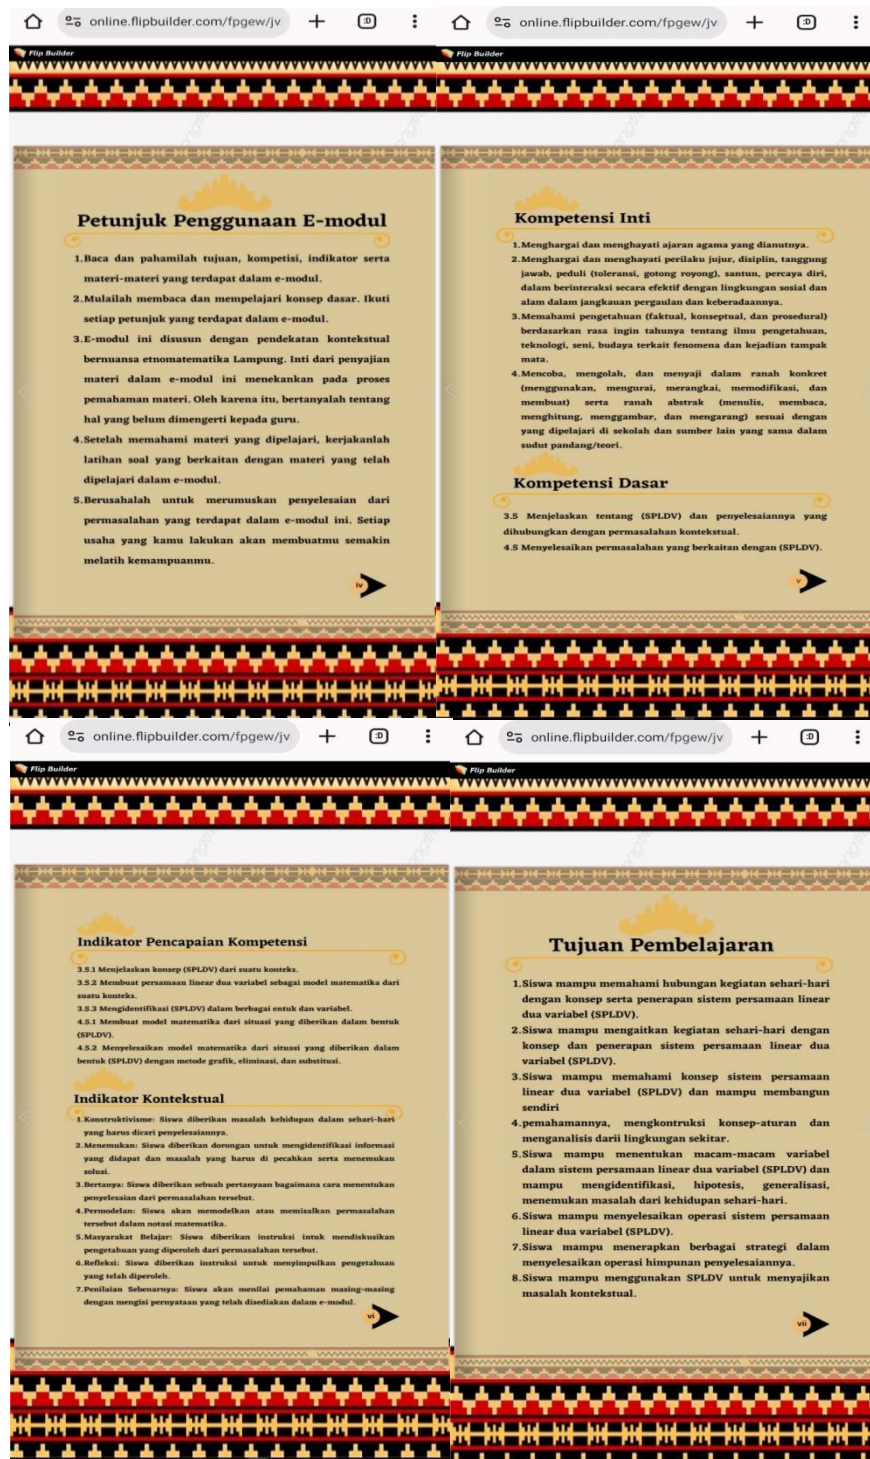 online.flipbuilder.com/fpgew/jv
:D
Flip Builder
Petunjuk Penggunaan E-modul
1.Baca dan pahamilah tujuan, kompetisi, indikator serta
materi-materi yang terdapat dalam e-modul.
2.Mulailah membaca dan mempelajari konsep dasar. Ikuti
setiap petunjuk yang terdapat dalam e-modul.
3.E-modul ini disusun dengan pendekatan kontekstual
bernuansa etnomatematika Lampung. Inti dari penyajian
materi dalam e-modul ini menekankan pada proses
pemahaman materi. Oleh karena itu, bertanyalah tentang
hal yang belum dimengerti kepada guru.
4.Setelah memahami materi yang dipelajari, kerjakanlah
latihan soal yang berkaitan dengan materi yang telah
dipelajari dalam e-modul.
5.Berusahalah untuk merumuskan penyelesaian dari
permasalahan yang terdapat dalam e-modul ini. Setiap
usaha yang kamu lakukan akan membuatmu semakin
melatih kemampuanmu.
iv
online.flipbuilder.com/fpgew/jv
:D
Flip Builder
Kompetensi Inti
1.Menghargai dan menghayati ajaran agama yang dianutnya.
2.Menghargai dan menghayati perilaku jujur, disiplin, tanggung
jawab, peduli (toleransi, gotong royong), santun, percaya diri,
dalam berinteraksi secara efektif dengan lingkungan sosial dan
alam dalam jangkauan pergaulan dan keberadaannya.
3.Memahami pengetahuan (faktual, konseptual, dan prosedural)
berdasarkan rasa ingin tahunya tentang ilmu pengetahuan,
teknologi, seni, budaya terkait fenomena dan kejadian tampak
mata.
4.Mencoba, mengolah, dan menyaji dalam ranah konkret
(menggunakan, mengurai, merangkai, memodifikasi, dan
membuat) serta ranah abstrak (menulis, membaca,
menghitung, menggambar, dan mengarang) sesuai dengan
yang dipelajari di sekolah dan sumber lain yang sama dalam
sudut pandang/teori.
Kompetensi Dasar
3.5 Menjelaskan tentang (SPLDV) dan penyelesaiannya yang
dihubungkan dengan permasalahan kontekstual.
4.5 Menyelesaikan permasalahan yang berkaitan dengan (SPLDV).
v
online.flipbuilder.com/fpgew/jv
:D
Flip Builder
Indikator Pencapaian Kompetensi
3.5.1 Menjelaskan konsep (SPLDV) dari suatu konteks.
3.5.2 Membuat persamaan linear dua variabel sebagai model matematika dari
suatu konteks.
3.5.3 Mengidentifikasi (SPLDV) dalam berbagai entuk dan variabel.
4.5.1 Membuat model matematika dari situasi yang diberikan dalam bentuk
(SPLDV).
4.5.2 Menyelesaikan model matematika dari situasi yang diberikan dalam
bentuk (SPLDV) dengan metode grafik, eliminasi, dan substitusi.
Indikator Kontekstual
1.Konstruktivisme: Siswa diberikan masalah kehidupan dalam sehari-hari
yang harus dicari penyelesaiannya.
2.Menemukan: Siswa diberikan dorongan untuk mengidentifikasi informasi
yang didapat dan masalah yang harus di pecahkan serta menemukan
solusi.
3.Bertanya: Siswa diberikan sebuah pertanyaan bagaimana cara menentukan
penyelesaian dari permasalahan tersebut.
4.Permodelan: Siswa akan memodelkan atau memisalkan permasalahan
tersebut dalam notasi matematika.
5.Masyarakat Belajar: Siswa diberikan instruksi intuk mendiskusikan
pengetahuan yang diperoleh dari permasalahan tersebut.
6.Refleksi: Siswa diberikan instruksi untuk menyimpulkan pengetahuan
yang telah diperoleh.
7.Penilaian Sebenarnya: Siswa akan menilai pemahaman masing-masing
dengan mengisi pernyataan yang telah disediakan dalam e-modul.
vi
online.flipbuilder.com/fpgew/jv
:D
Flip Builder
Tujuan Pembelajaran
1.Siswa mampu memahami hubungan kegiatan sehari-hari
dengan konsep serta penerapan sistem persamaan linear
dua variabel (SPLDV).
2.Siswa mampu mengaitkan kegiatan sehari-hari dengan
konsep dan penerapan sistem persamaan linear dua
variabel (SPLDV).
3.Siswa mampu memahami konsep sistem persamaan
linear dua variabel (SPLDV) dan mampu membangun
sendiri
4.pemahamannya, mengkontruksi konsep-aturan dan
menganalisis darii lingkungan sekitar.
5.Siswa mampu menentukan macam-macam variabel
dalam sistem persamaan linear dua variabel (SPLDV) dan
mampu mengidentifikasi, hipotesis, generalisasi,
menemukan masalah dari kehidupan sehari-hari.
6.Siswa mampu menyelesaikan operasi sistem persamaan
linear dua variabel (SPLDV).
7.Siswa mampu menerapkan berbagai strategi dalam
menyelesaikan operasi himpunan penyelesaiannya.
8.Siswa mampu menggunakan SPLDV untuk menyajikan
masalah kontekstual.
vii